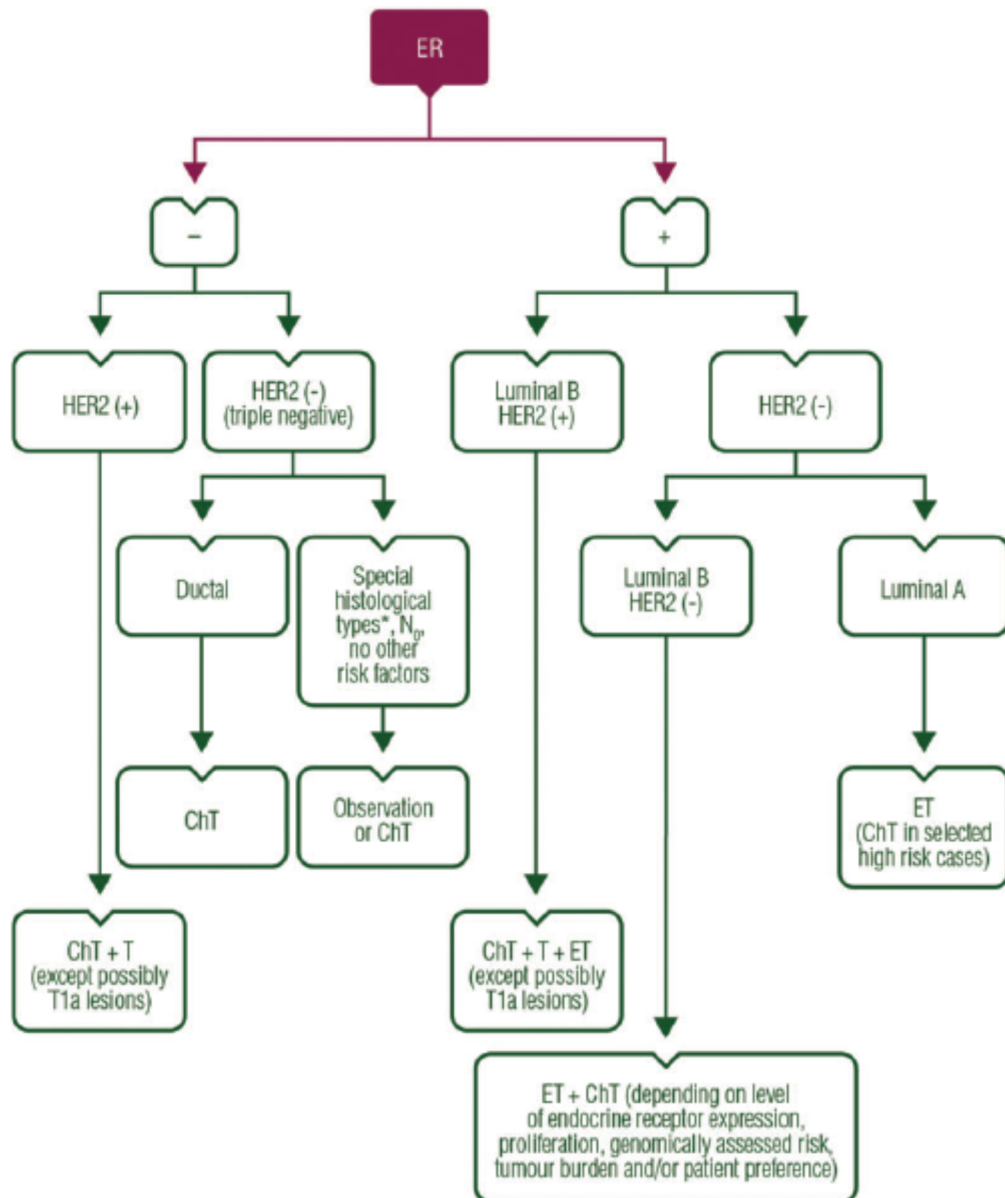 ER
–
+
HER2 (+)
HER2 (-)
(triple negative)
Luminal B
HER2 (+)
HER2 (-)
Ductal
Special
histological
types*, N0,
no other
risk factors
Luminal B
HER2 (-)
Luminal A
ChT
Observation
or ChT
ET
(ChT in selected
high risk cases)
ChT + T
(except possibly
T1a lesions)
ChT + T + ET
(except possibly
T1a lesions)
ET + ChT (depending on level
of endocrine receptor expression,
proliferation, genomically assessed risk,
tumour burden and/or patient preference)